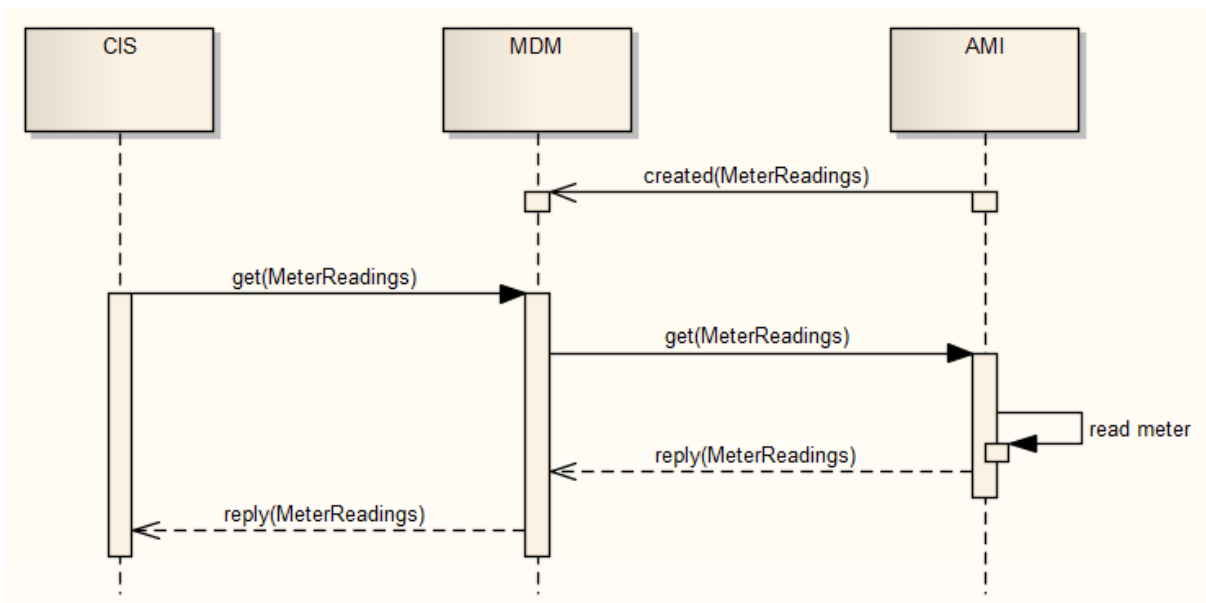 CIS
MDM
AMI
created(MeterReadings)
get(MeterReadings)
get(MeterReadings)
read meter
reply(MeterReadings)
reply(MeterReadings)